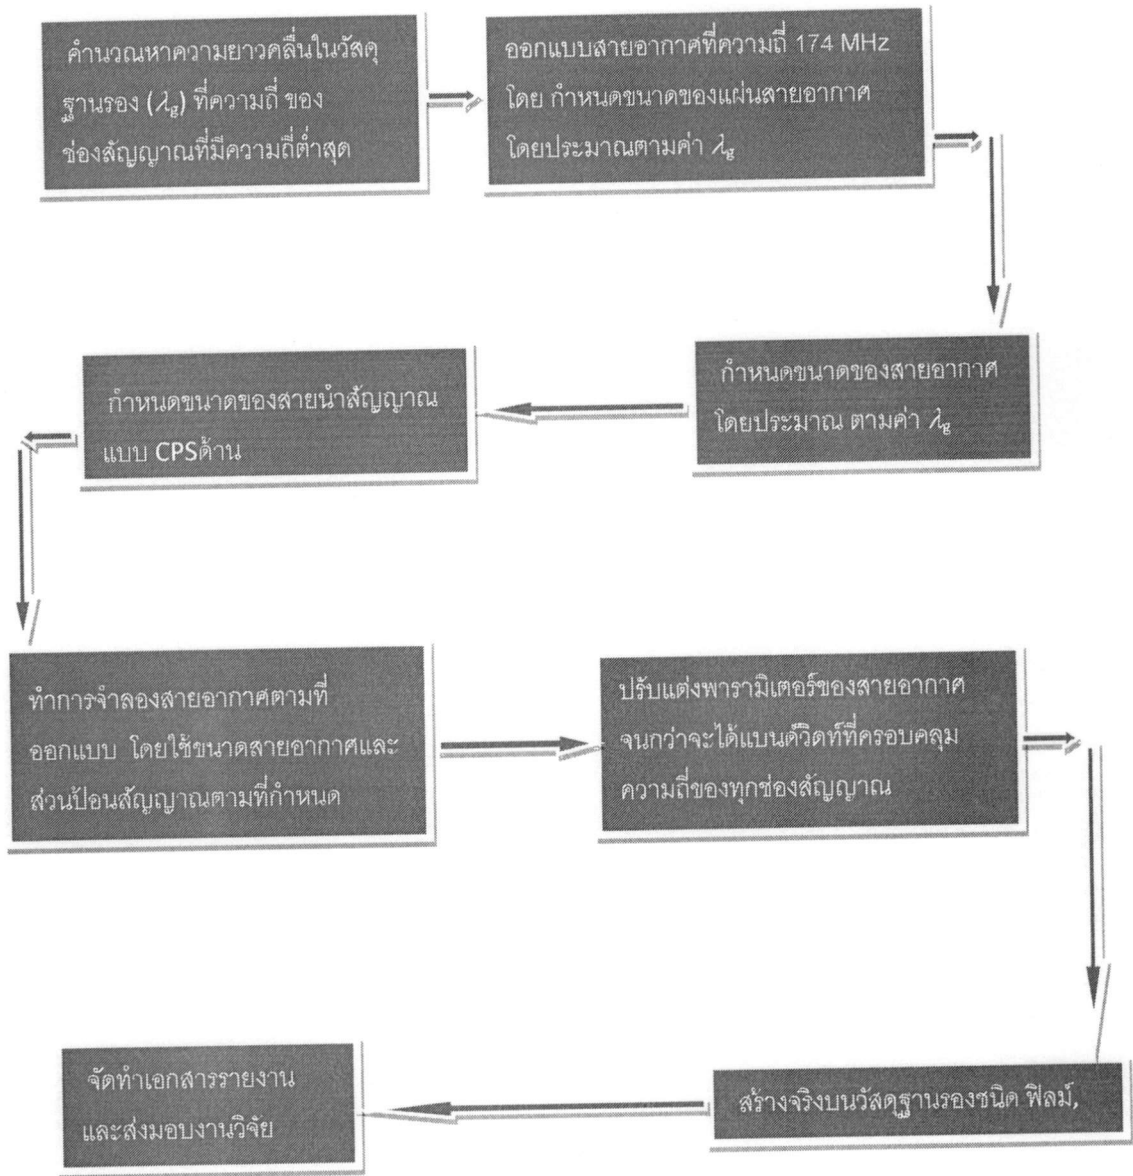 คำนวณหาความยาวคลื่นในวัสดุ
ฐานรอง (λg) ที่ความถี่ ของ
ช่องสัญญาณที่มีความถี่ต่ำสุด
ออกแบบสายอากาศที่ความถี่ 174 MHz
โดย กำหนดขนาดของแผ่นสายอากาศ
โดยประมาณตามค่า λg
กำหนดขนาดของสายอากาศ
โดยประมาณ ตามค่า λg
กำหนดขนาดของสายนำสัญญาณ
แบบ CPSด้าน
ทำการจำลองสายอากาศตามที่
ออกแบบ โดยใช้ขนาดสายอากาศและ
ส่วนป้อนสัญญาณตามที่กำหนด
ปรับแต่งพารามิเตอร์ของสายอากาศ
จนกว่าจะได้แบนด์วิดท์ที่ครอบคลุม
ความถี่ของทุกช่องสัญญาณ
สร้างจริงบนวัสดุฐานรองชนิด ฟิลม์,
จัดทำเอกสารรายงาน
และส่งมอบงานวิจัย